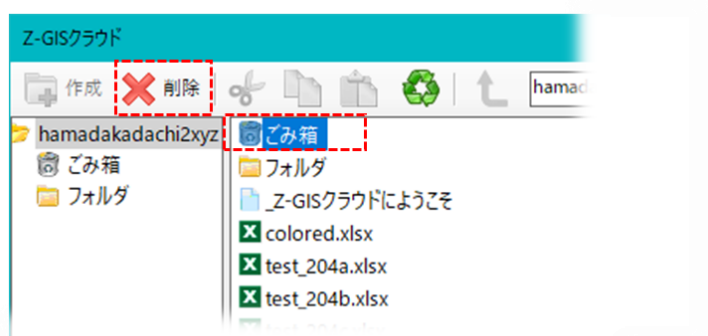 Z-GISクラウド
作成 削除 hamad
hamadakadachi2xyz
ごみ箱
フォルダ
ごみ箱
フォルダ
_Z-GISクラウドにようこそ
colored.xlsx
test_204a.xlsx
test_204b.xlsx